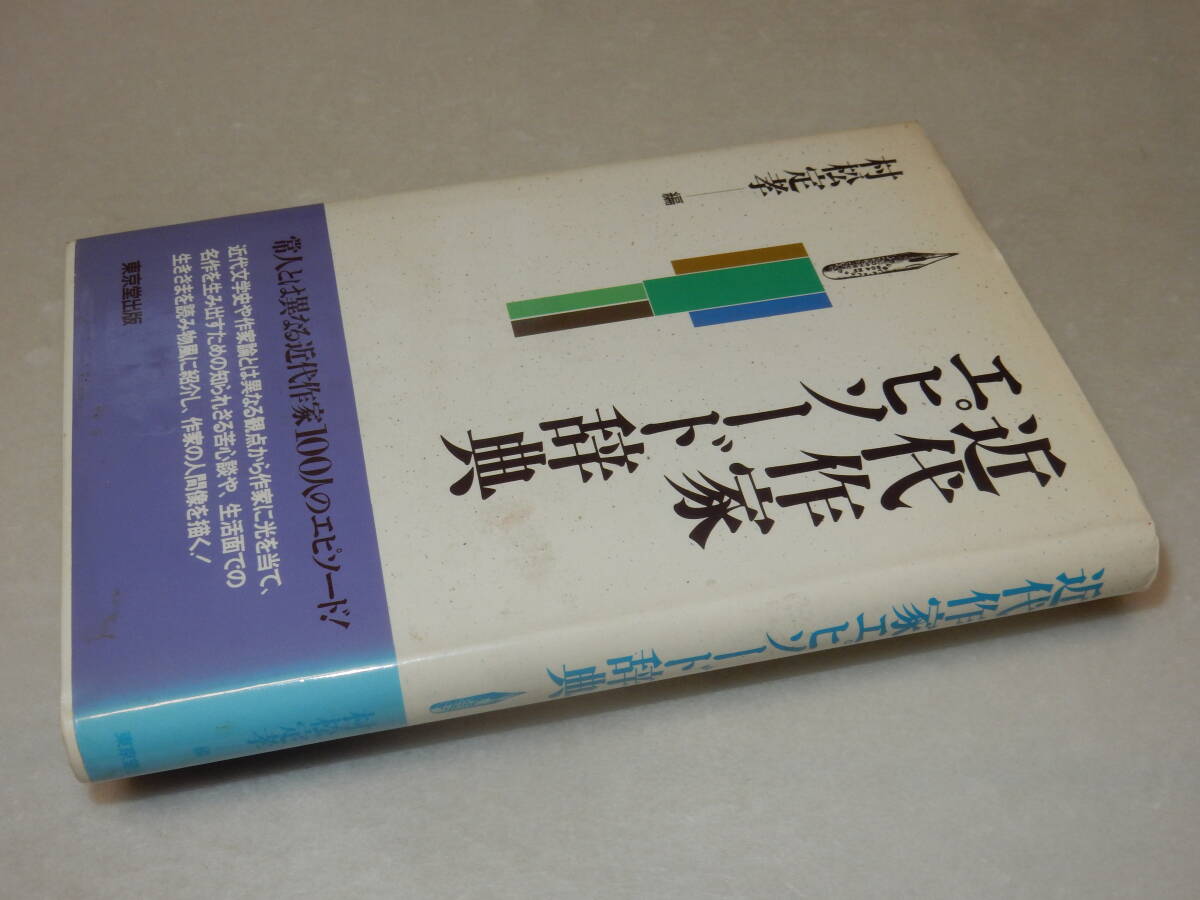 近代作家
エピソード
辞典
村松定孝
編
常人とは異なる近代作家100人のエピソード!
近代文学史や作家論とは異なる観点から作家に光を当て、
名作を生み出すための知られざる苦心談や、生活面での
生きざまを読み物風に紹介し、作家の人間像を描く!
東京堂出版
近代作家エピソード辞典
村松定孝